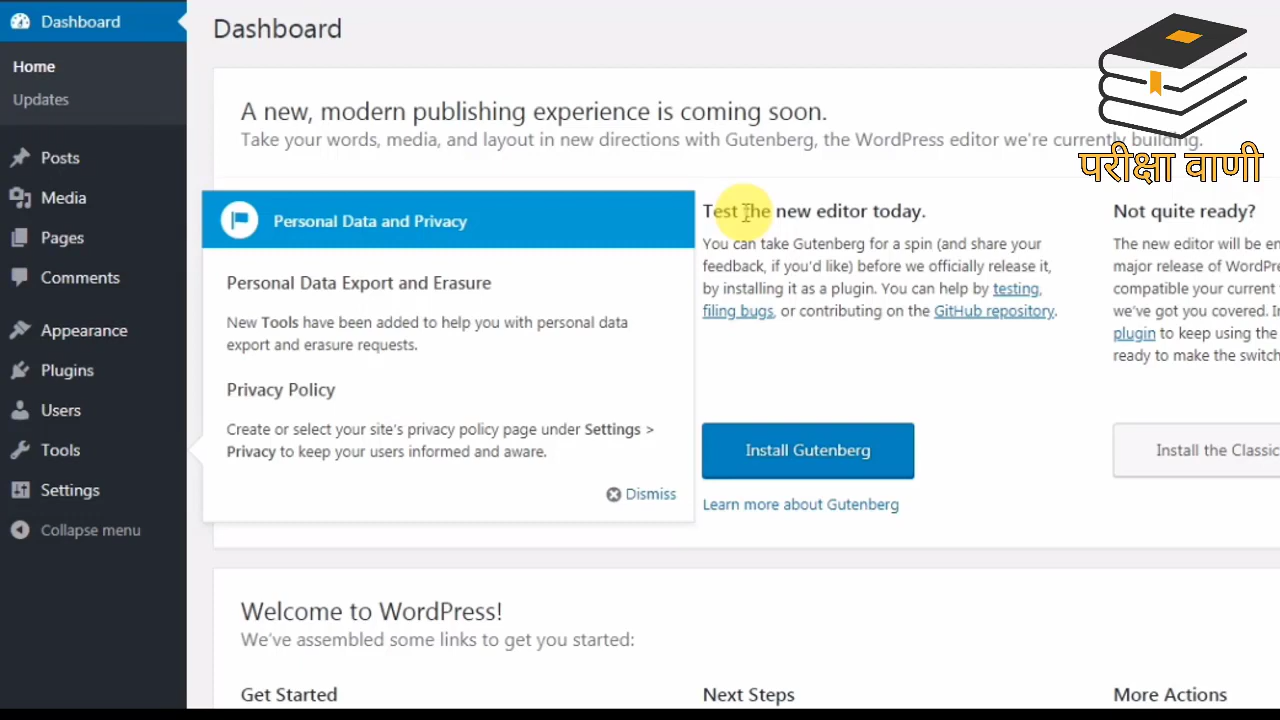 Dashboard
Home
Updates
Posts
Media
Pages
Comments
Appearance
Plugins
Users
Tools
Settings
Collapse menu
Dashboard
A new, modern publishing experience is coming soon.
Take your words, media, and layout in new directions with Gutenberg, the WordPress editor we're currently building.
Personal Data and Privacy
Personal Data Export and Erasure
New Tools have been added to help you with personal data
export and erasure requests.
Privacy Policy
Create or select your site's privacy policy page under Settings >
Privacy to keep your users informed and aware.
Dismiss
Test the new editor today.
You can take Gutenberg for a spin (and share your
feedback, if you'd like) before we officially release it,
by installing it as a plugin. You can help by testing,
filing bugs, or contributing on the GitHub repository.
Install Gutenberg
Learn more about Gutenberg
Not quite ready?
The new editor will be en
major release of WordPre
compatible your current
we've got you covered. In
plugin to keep using the
ready to make the switch
Install the Classic
Welcome to WordPress!
We've assembled some links to get you started:
Get Started
Next Steps
More Actions
परीक्षा वाणी